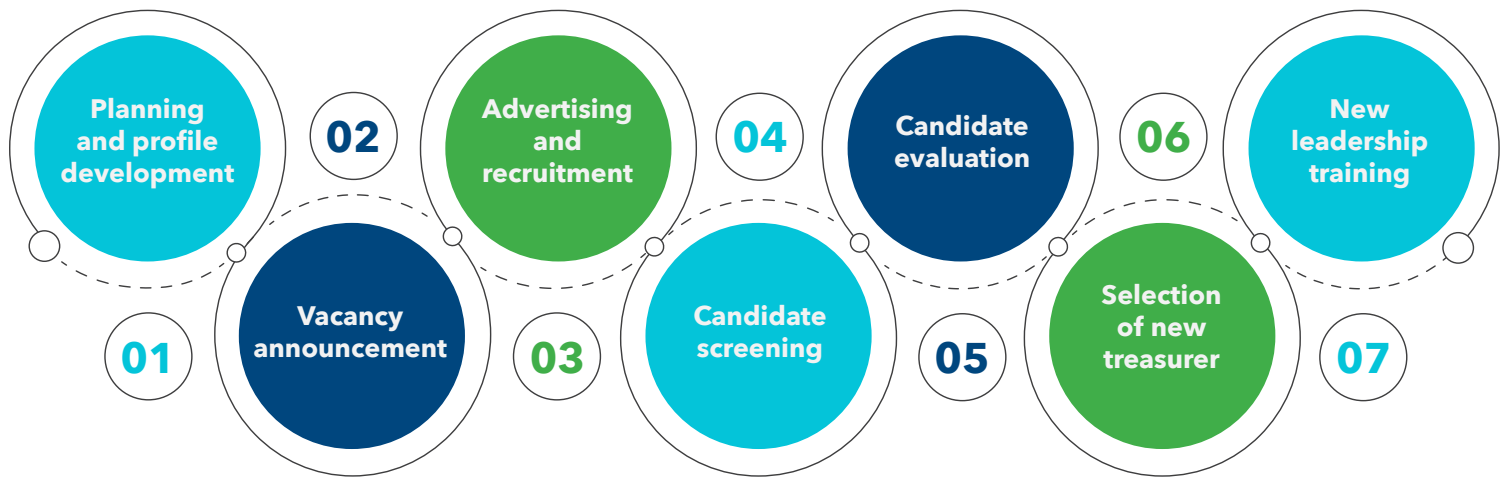 Planning
and profile
development
01
02
Vacancy
announcement
Advertising
and
recruitment
03
04
Candidate
screening
Candidate
evaluation
05
06
Selection
of new
treasurer
New
leadership
training
07